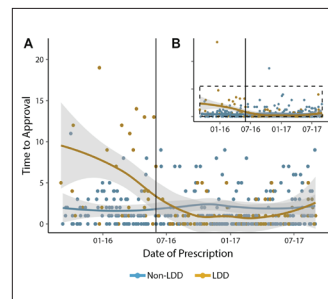 A
B
20
15
10
5
0
Time to Approval
01-16
07-16
01-17
07-17
01-16
07-16
01-17
07-17
Date of Prescription
Non-LDD
LDD